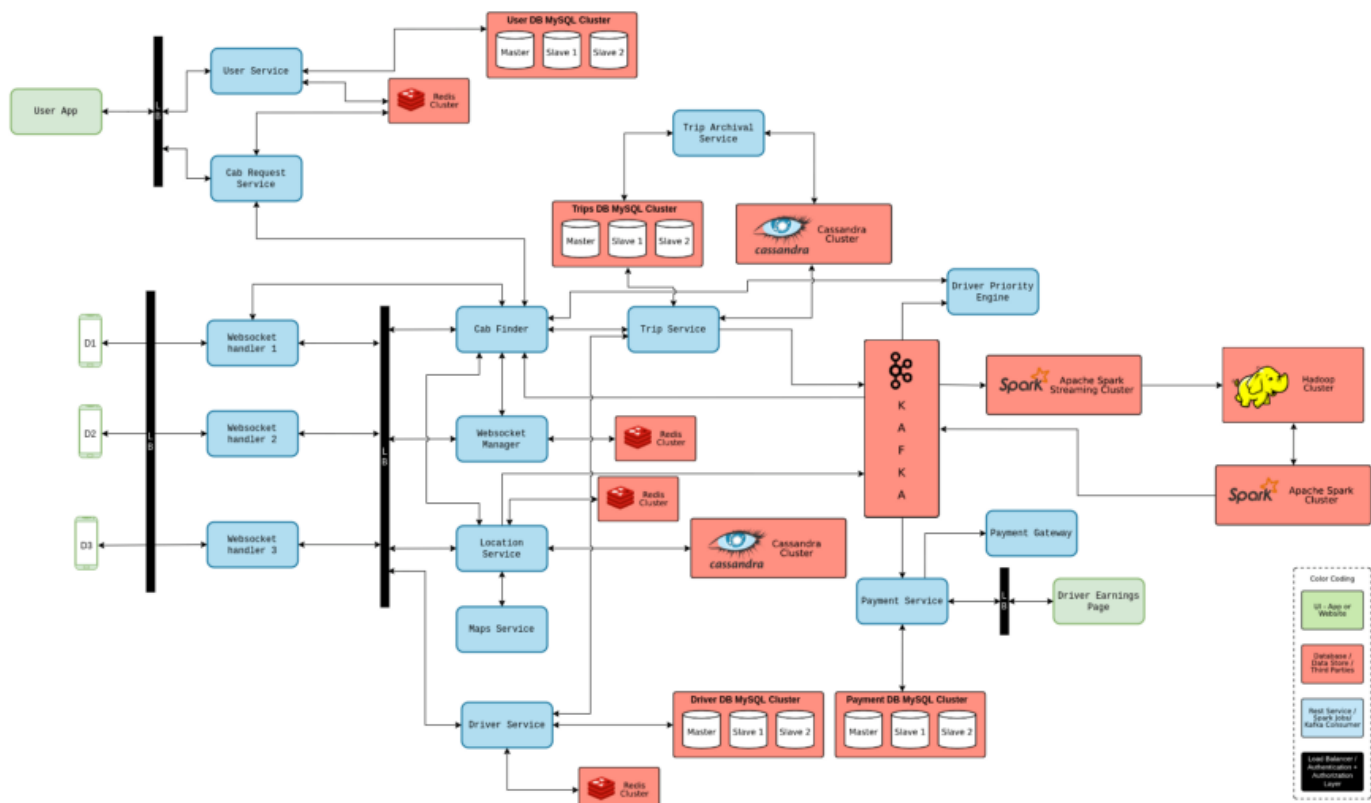 User DB MySQL Cluster
Master
Slave 1
Slave 2
User Service
Redis
Cluster
User App
L
B
Cab Request
Service
Trip Archival
Service
Trips DB MySQL Cluster
Master
Slave 1
Slave 2
cassandra
Cassandra
Cluster
Driver Priority
Engine
D1
Websocket
handler 1
Cab Finder
Trip Service
K
A
F
K
A
Spark
Apache Spark
Streaming Cluster
Hadoop
Cluster
D2
L
B
Websocket
handler 2
L
B
Websocket
Manager
Redis
Cluster
Spark
Apache Spark
Cluster
Redis
Cluster
D3
Websocket
handler 3
Location
Service
cassandra
Cassandra
Cluster
Payment Gateway
Maps Service
Payment Service
L
B
Driver Earnings
Page
Driver Service
Driver DB MySQL Cluster
Master
Slave 1
Slave 2
Payment DB MySQL Cluster
Master
Slave 1
Slave 2
Redis
Cluster
Color Coding
UI - App or
Website
Database /
Data Store /
Third Parties
Rest Service /
Spark Jobs/
Kafka Consumer
Load Balancer /
Authentication +
Authorization
Layer